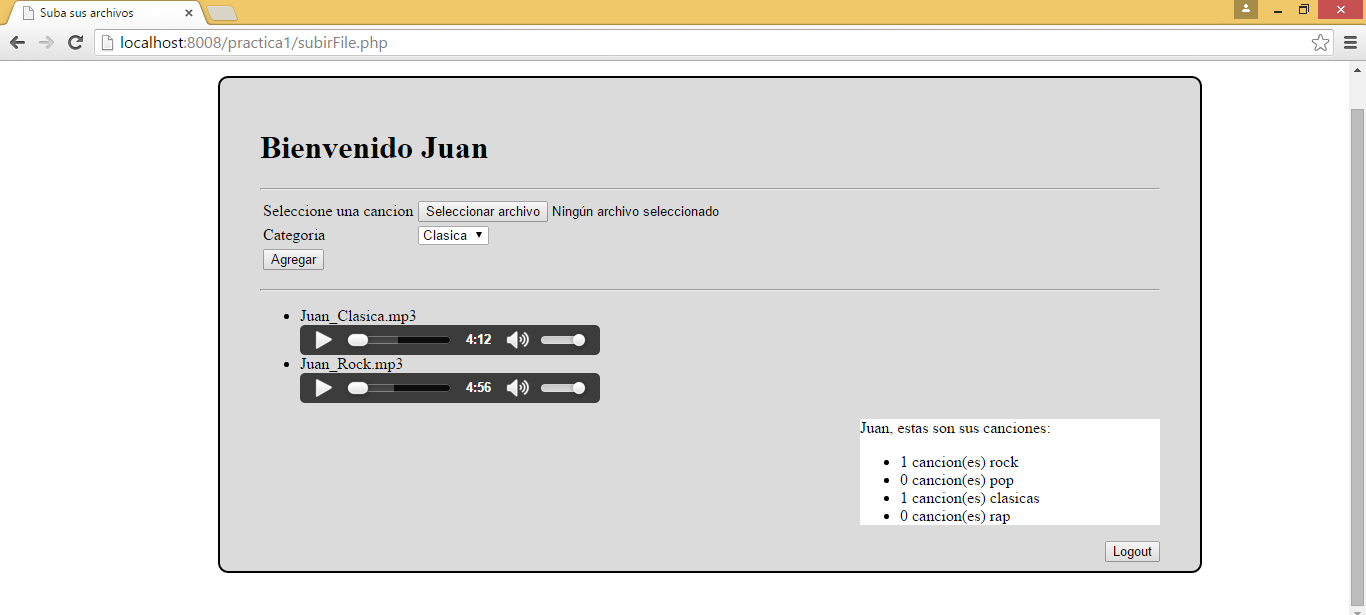 Suba sus archivos
localhost:8008/practica1/subirFile.php
Bienvenido Juan
Seleccione una cancion Seleccionar archivo Ningún archivo seleccionado
Categoria Clasica
Agregar
Juan_Clasica.mp3
4:12
Juan_Rock.mp3
4:56
Juan, estas son sus canciones:
1 cancion(es) rock
0 cancion(es) pop
1 cancion(es) clasicas
0 cancion(es) rap
Logout